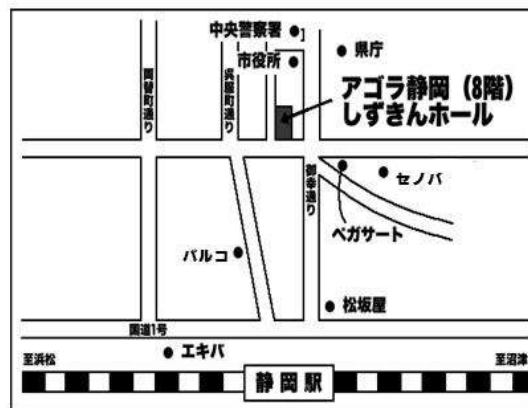 中央警察署
県庁
市役所
両替町通り
呉服町通り
アゴラ静岡（8階）
しずきんホール
御幸通り
セノバ
ペガサート
パルコ
松坂屋
国道1号
エキパ
至浜松
至沼津
静岡駅